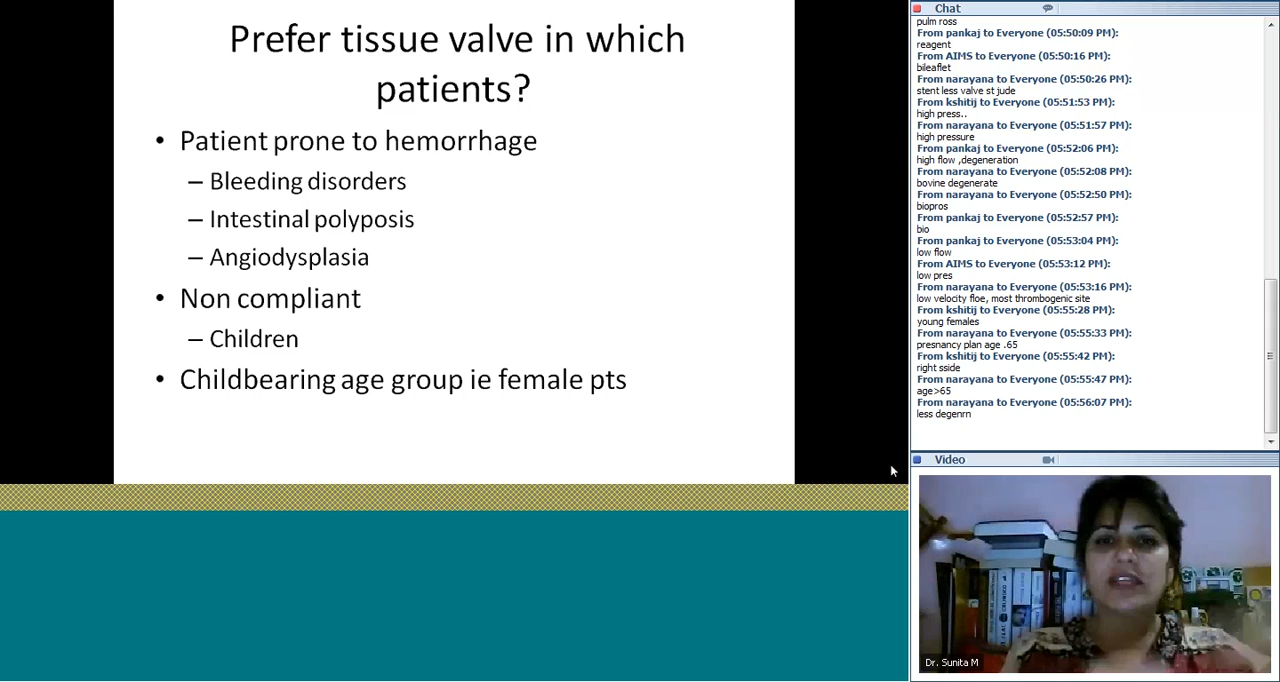 Prefer tissue valve in which
patients?
• Patient prone to hemorrhage
– Bleeding disorders
– Intestinal polyposis
– Angiodysplasia
• Non compliant
– Children
• Childbearing age group ie female pts
Chat
pulm ross
From pankaj to Everyone (05:50:09 PM):
reagent
From AIMS to Everyone (05:50:16 PM):
bileaflet
From narayana to Everyone (05:50:26 PM):
stent less valve st jude
From kshitij to Everyone (05:51:53 PM):
high press..
From narayana to Everyone (05:51:57 PM):
high pressure
From pankaj to Everyone (05:52:06 PM):
high flow ,degeneration
From narayana to Everyone (05:52:08 PM):
bovine degenerate
From narayana to Everyone (05:52:50 PM):
biopros
From pankaj to Everyone (05:52:57 PM):
bio
From pankaj to Everyone (05:53:04 PM):
low flow
From AIMS to Everyone (05:53:12 PM):
low pres
From narayana to Everyone (05:53:16 PM):
low velocity floe, most thrombogenic site
From kshitij to Everyone (05:55:28 PM):
young females
From narayana to Everyone (05:55:33 PM):
presnancy plan age .65
From kshitij to Everyone (05:55:42 PM):
right sside
From narayana to Everyone (05:55:47 PM):
age>65
From narayana to Everyone (05:56:07 PM):
less degenrn
Video
Dr. Sunita M